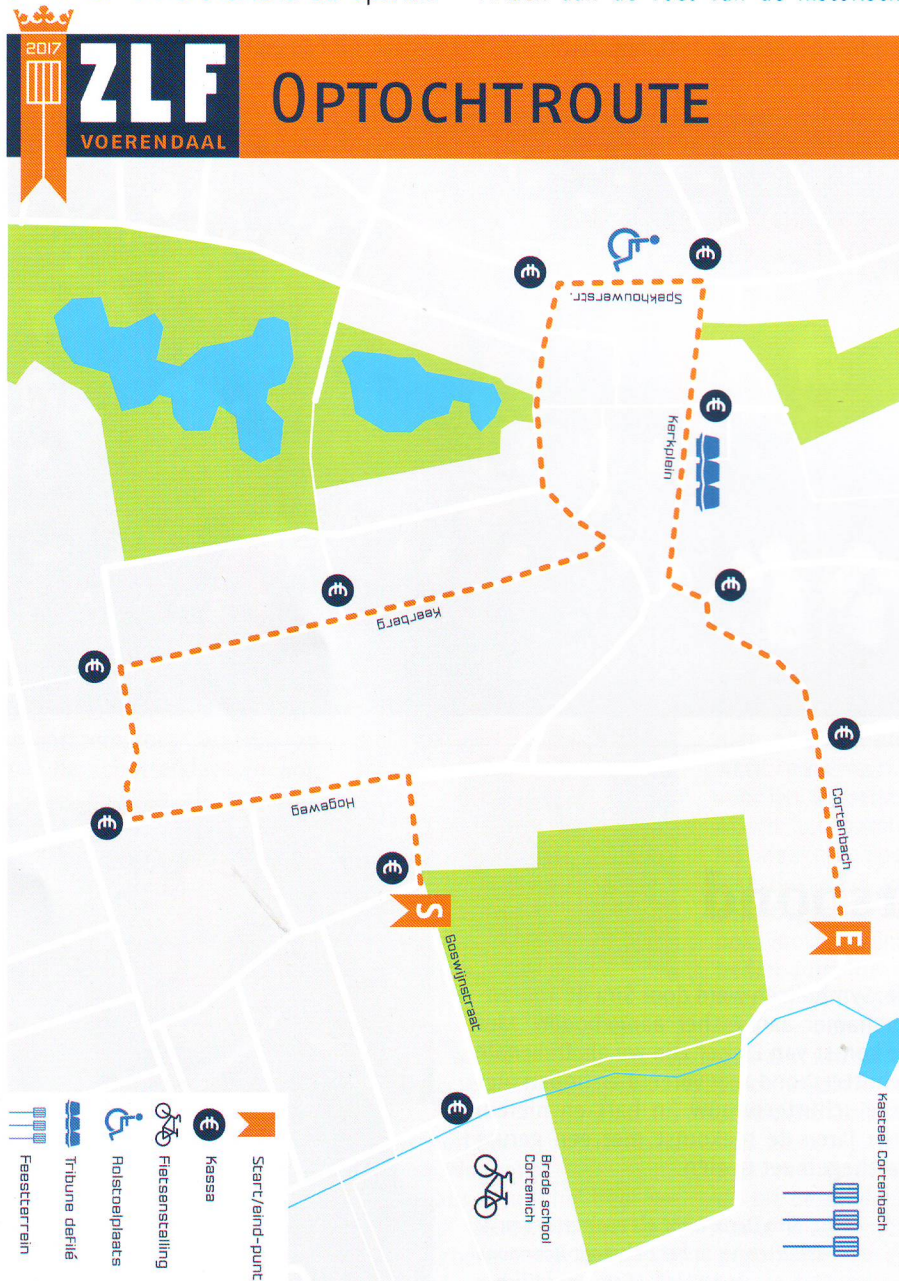 2017
ZLF
VOERENDAAL
OPTOCHTROUTE
Spekhouwerstr.
Kerkplein
Keerberg
Hogeweg
Cortenbach
E
S
Goswijnstraat
Kasteel Cortenbach
Brede school
Cortemich
Start/eind-punt
Kassa
Fietsenstalling
Rolstoelplaats
Tribune defilé
Feestterrein